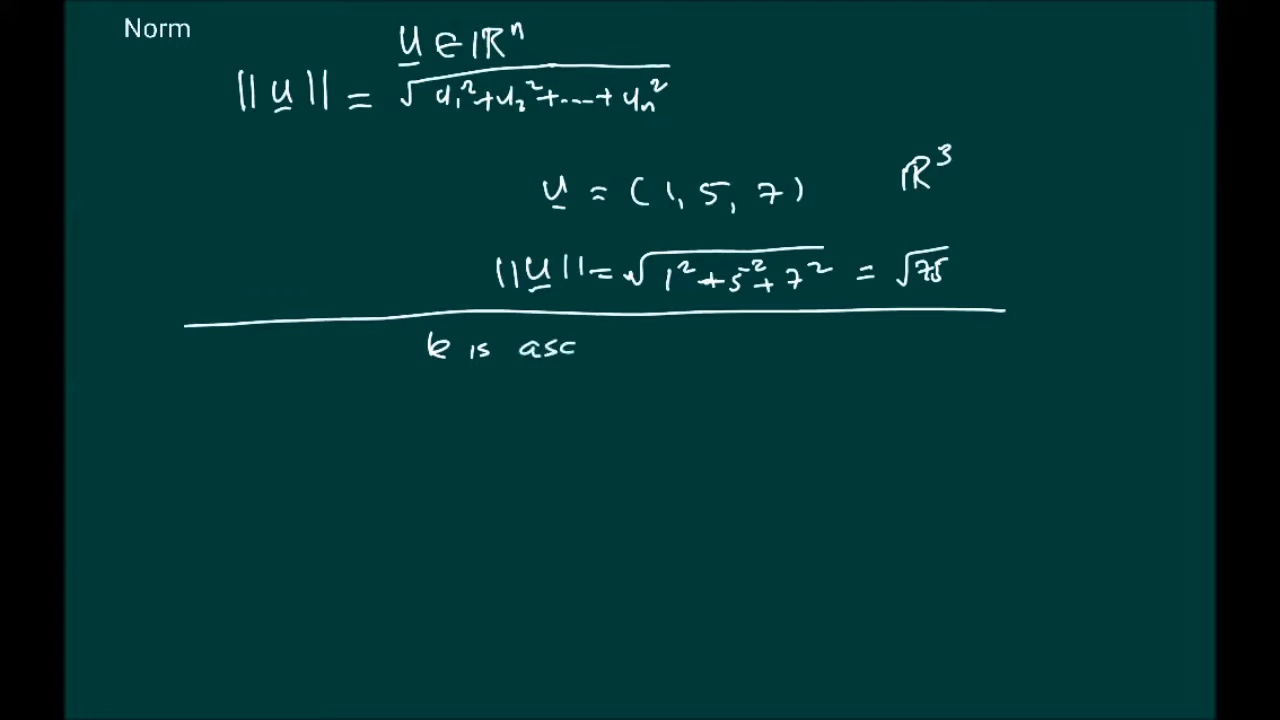 Norm
u ∈ ℝⁿ
||u|| = √(u₁² + u₂² + .... + uₙ²)
u = (1, 5, 7) ℝ³
||u|| = √(1² + 5² + 7²) = √75
k is asc